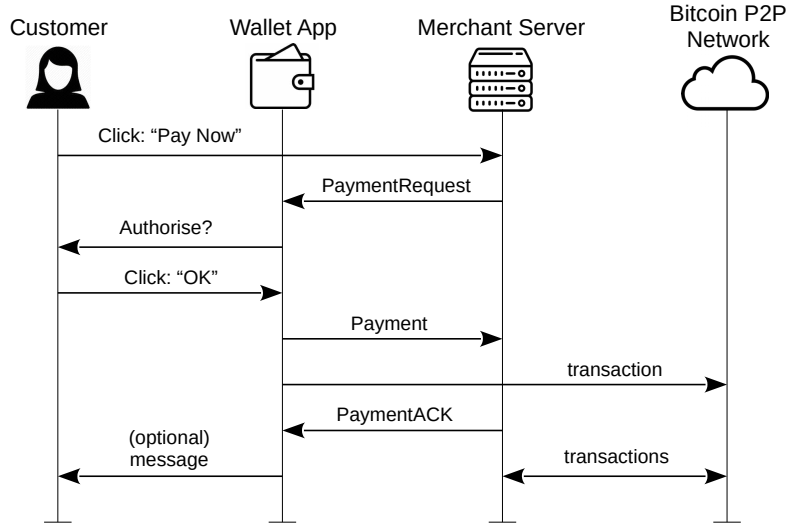 Customer
Wallet App
Merchant Server
Bitcoin P2P
Network
Click: “Pay Now”
PaymentRequest
Authorise?
Click: “OK”
Payment
transaction
PaymentACK
(optional)
message
transactions